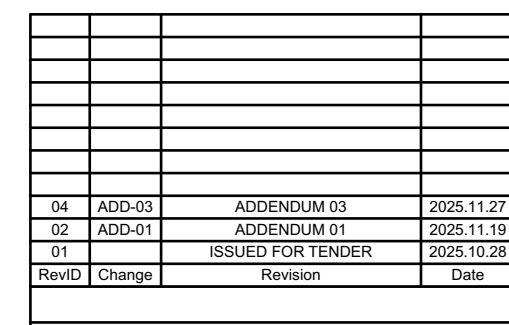 04 ADD-03 ADDENDUM 03 2025.11.27
02 ADD-01 ADDENDUM 01 2025.11.19
01 ISSUED FOR TENDER 2025.10.28
RevID Change Revision Date